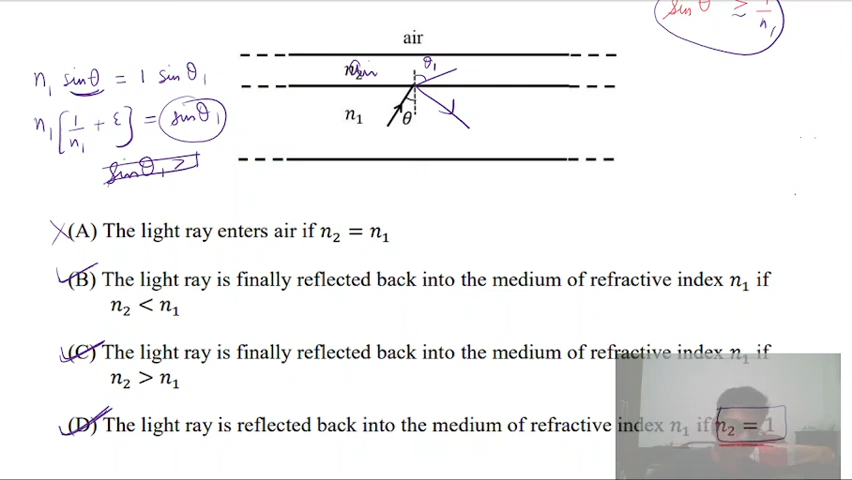 sin θ ≥ 1/n₁
air
n₁ sinθ = 1 sinθ₁
θ₁
n₁ [1/n₁ + ε] = sinθ₁
n₁
θ
(A) The light ray enters air if n₂ = n₁
(B) The light ray is finally reflected back into the medium of refractive index n₁ if
n₂ < n₁
(C) The light ray is finally reflected back into the medium of refractive index n₁ if
n₂ > n₁
(D) The light ray is reflected back into the medium of refractive index n₁ if n₂ = 1